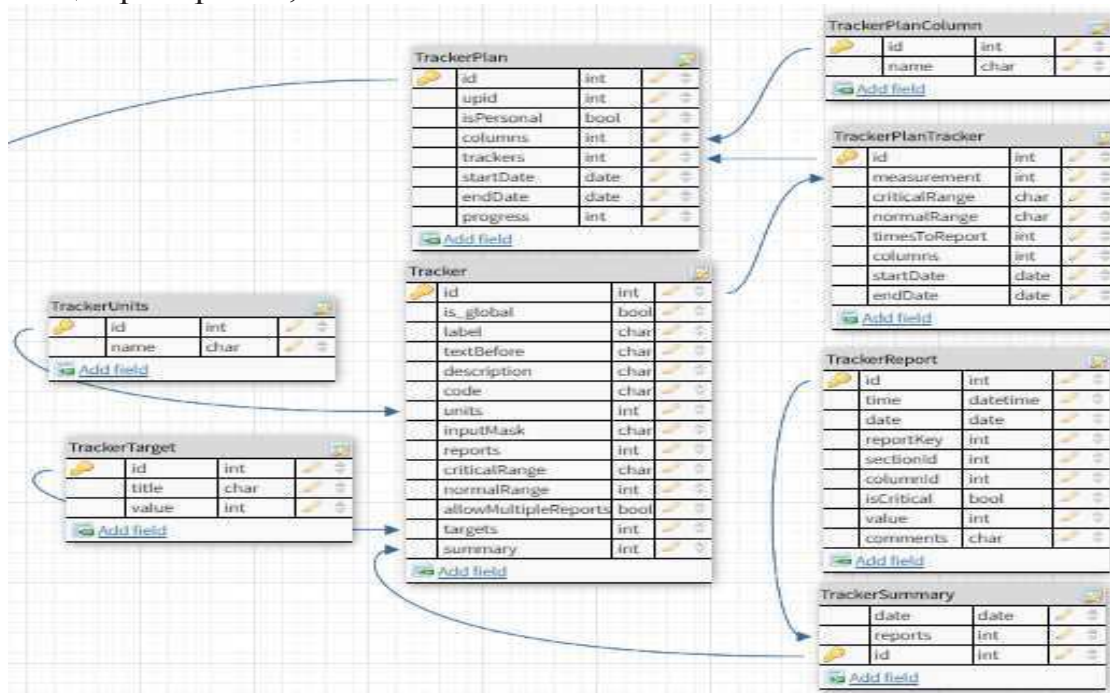 TrackerPlan
id int
upid int
isPersonal bool
columns int
trackers int
startDate date
endDate date
progress int
Add field
TrackerPlanColumn
id int
name char
Add field
TrackerPlanTracker
id int
measurement int
criticalRange char
normalRange char
timesToReport int
columns int
startDate date
endDate date
Add field
Tracker
id int
is_global bool
label char
textBefore char
description char
code char
units int
inputMask char
reports int
criticalRange char
normalRange int
allowMultipleReports bool
targets int
summary int
Add field
TrackerUnits
id int
name char
Add field
TrackerTarget
id int
title char
value int
Add field
TrackerReport
id int
time datetime
date date
reportKey int
sectionId int
columnId int
isCritical bool
value int
comments char
Add field
TrackerSummary
date date
reports int
id int
Add field